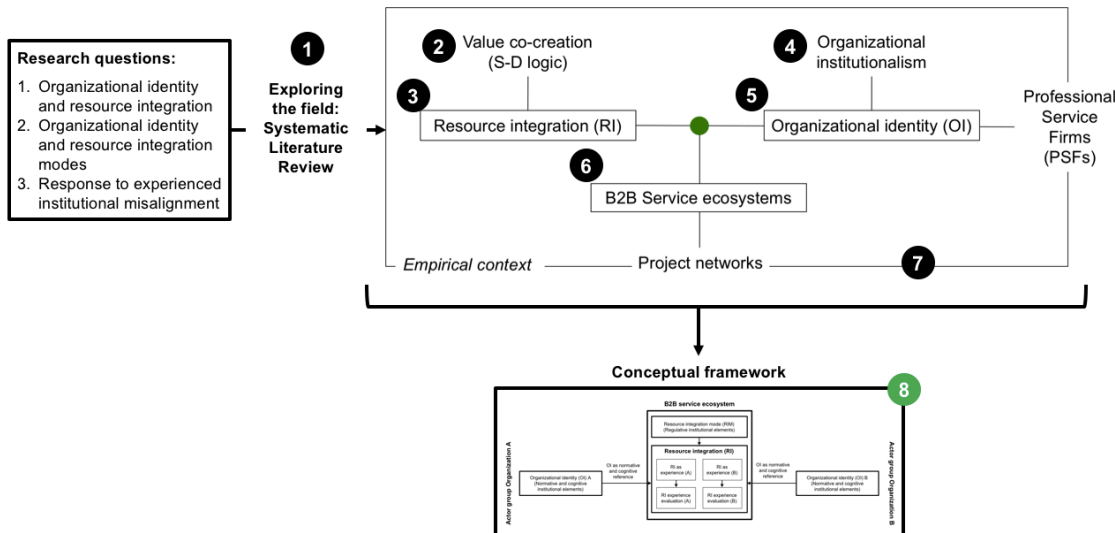 Research questions:
1. Organizational identity
and resource integration
2. Organizational identity
and resource integration
modes
3. Response to experienced
institutional misalignment
1
Exploring
the field:
Systematic
Literature
Review
2
Value co-creation
(S-D logic)
3
Resource integration (RI)
4
Organizational
institutionalism
5
Organizational identity (OI)
Professional
Service
Firms
(PSFs)
6
B2B Service ecosystems
Empirical context
Project networks
7
Conceptual framework
8
B2B service ecosystem
Resource integration mode (RIM)
(Regulative institutional elements)
Resource integration (RI)
RI as
experience (A)
RI as
experience (B)
RI experience
evaluation (A)
RI experience
evaluation (B)
Actor group Organization A
Organizational identity (OI) A
(Normative and cognitive
institutional elements)
OI as normative
and cognitive
reference
OI as normative
and cognitive
reference
Organizational identity (OI) B
(Normative and cognitive
institutional elements)
Actor group Organization B